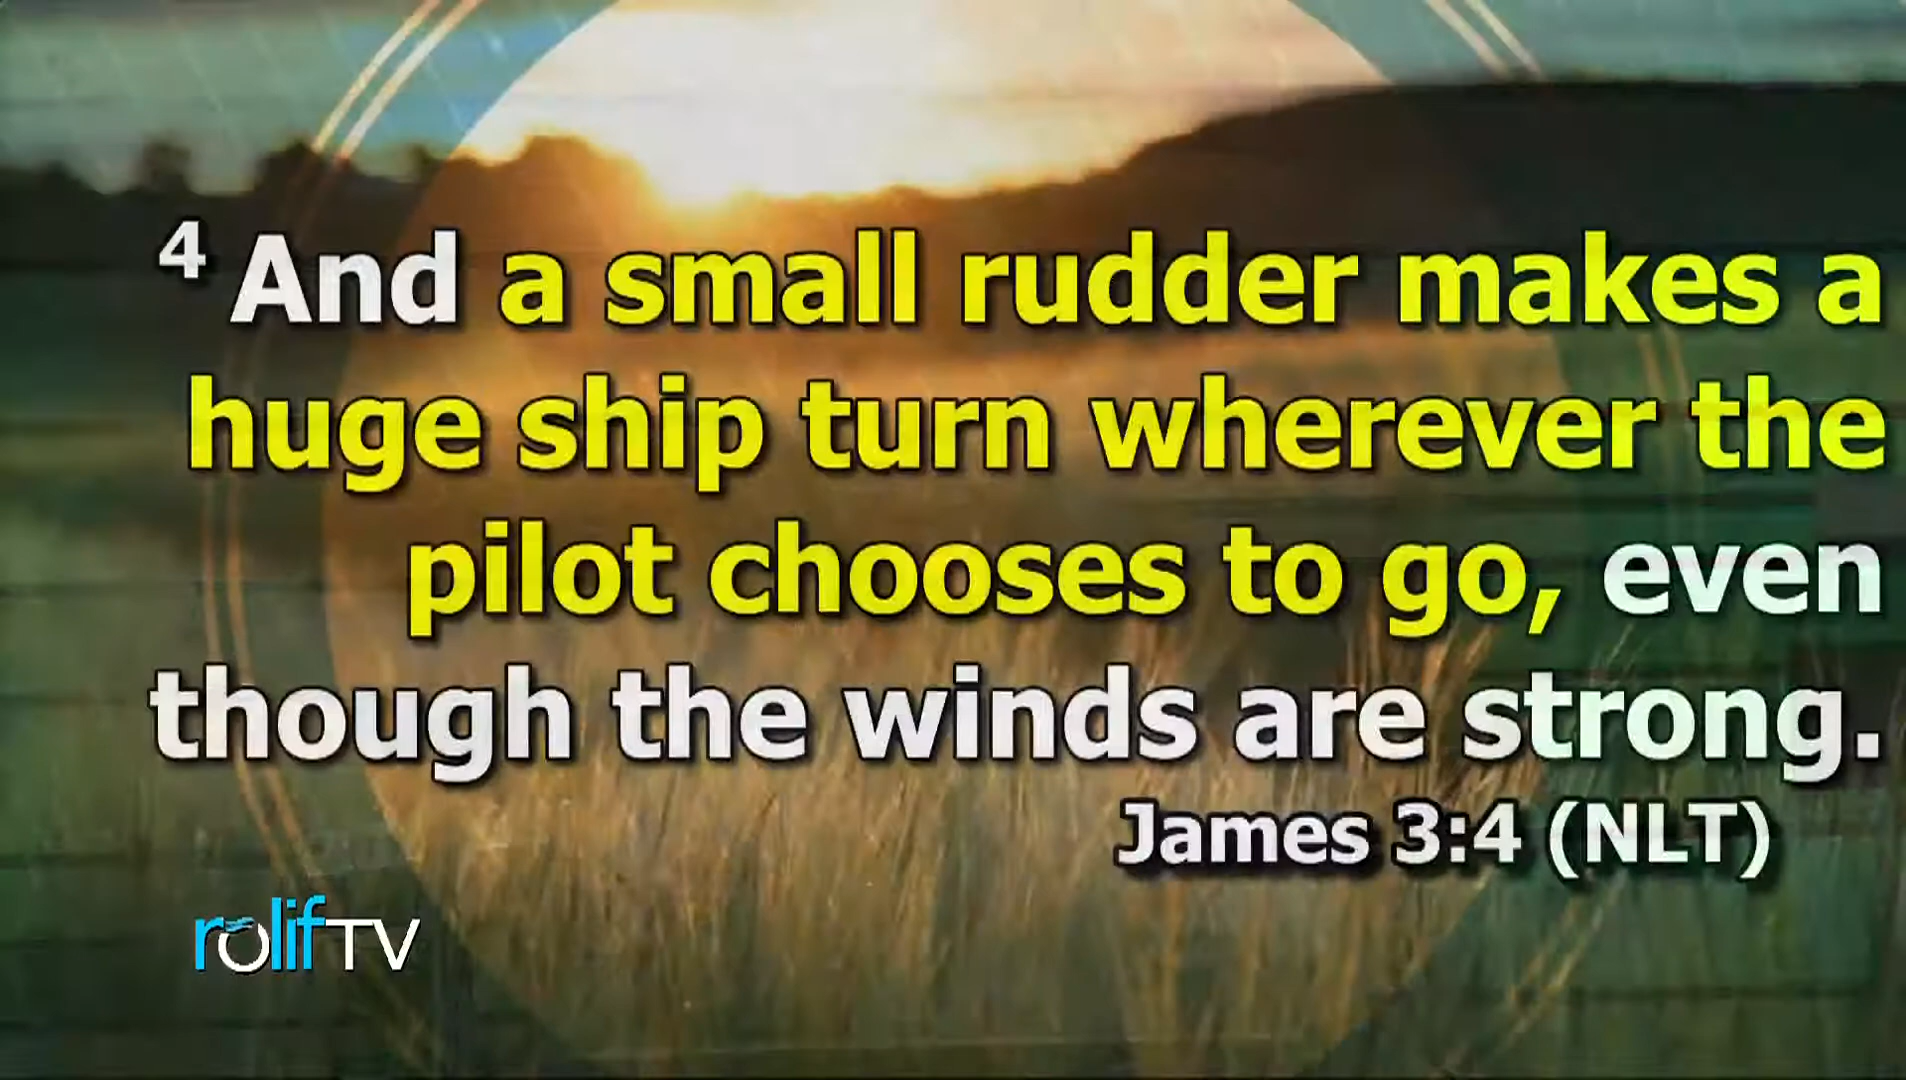 4 And a small rudder makes a
huge ship turn wherever the
pilot chooses to go, even
though the winds are strong.
James 3:4 (NLT)
rolifTV